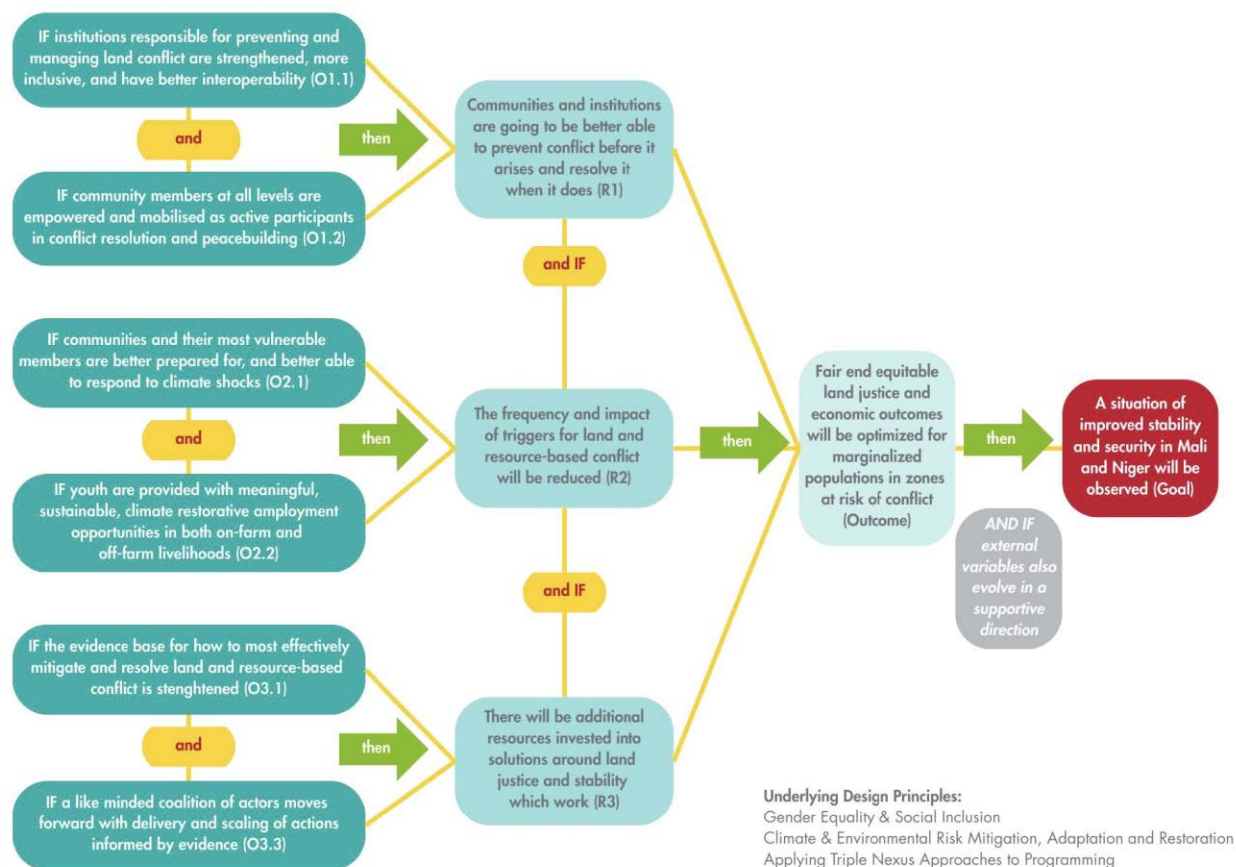 IF institutions responsible for preventing and
managing land conflict are strengthened, more
inclusive, and have better interoperability (O1.1)
and
IF community members at all levels are
empowered and mobilised as active participants
in conflict resolution and peacebuilding (O1.2)
then
Communities and institutions
are going to be better able
to prevent conflict before it
arises and resolve it
when it does (R1)
and IF
IF communities and their most vulnerable
members are better prepared for, and better able
to respond to climate shocks (O2.1)
and
IF youth are provided with meaningful,
sustainable, climate restorative amployment
opportunities in both on-farm and
off-farm livelihoods (O2.2)
then
The frequency and impact
of triggers for land and
resource-based conflict
will be reduced (R2)
and IF
IF the evidence base for how to most effectively
mitigate and resolve land and resource-based
conflict is stenghtened (O3.1)
and
IF a like minded coalition of actors moves
forward with delivery and scaling of actions
informed by evidence (O3.3)
then
There will be additional
resources invested into
solutions around land
justice and stability
which work (R3)
then
Fair end equitable
land justice and
economic outcomes
will be optimized for
marginalized
populations in zones
at risk of conflict
(Outcome)
then
AND IF
external
variables also
evolve in a
supportive
direction
A situation of
improved stability
and security in Mali
and Niger will be
observed (Goal)
Underlying Design Principles:
Gender Equality & Social Inclusion
Climate & Environmental Risk Mitigation, Adaptation and Restoration
Applying Triple Nexus Approaches to Programming